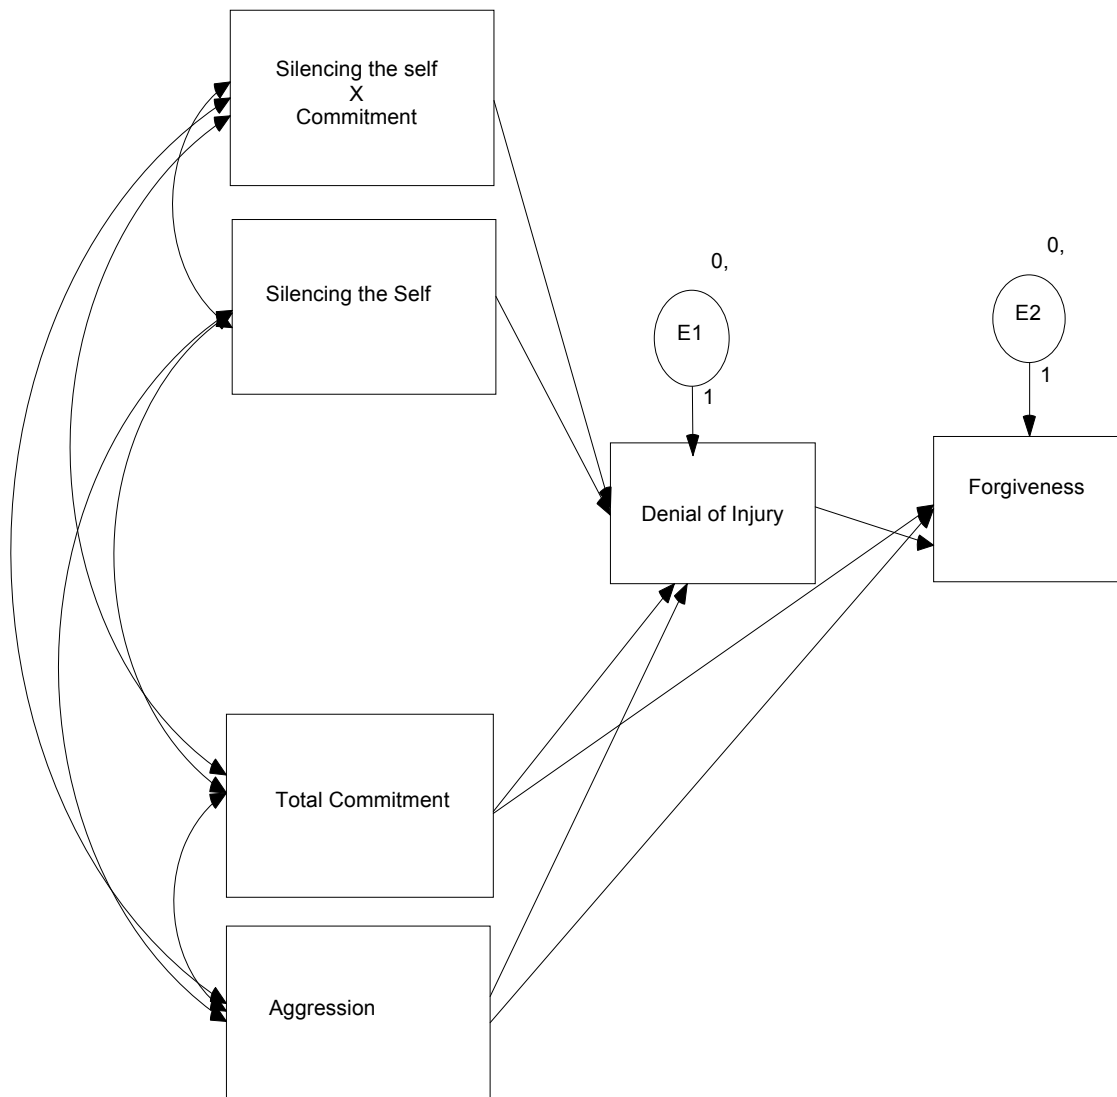 Silencing the self
X
Commitment
Silencing the Self
0,
E1
1
0,
E2
1
Denial of Injury
Forgiveness
Total Commitment
Aggression